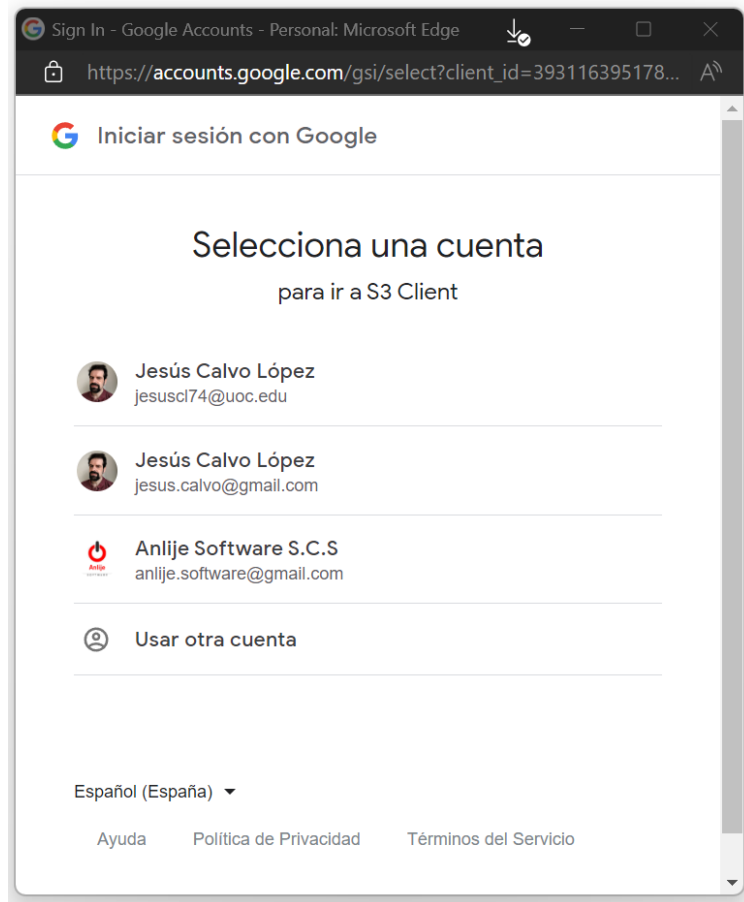 Sign In - Google Accounts - Personal: Microsoft Edge
https://accounts.google.com/gsi/select?client_id=393116395178...
Iniciar sesión con Google
Selecciona una cuenta
para ir a S3 Client
Jesús Calvo López
jesuscl74@uoc.edu
Jesús Calvo López
jesus.calvo@gmail.com
Anlije Software S.C.S
anlije.software@gmail.com
Anlije
Usar otra cuenta
Español (España)
Ayuda Política de Privacidad Términos del Servicio